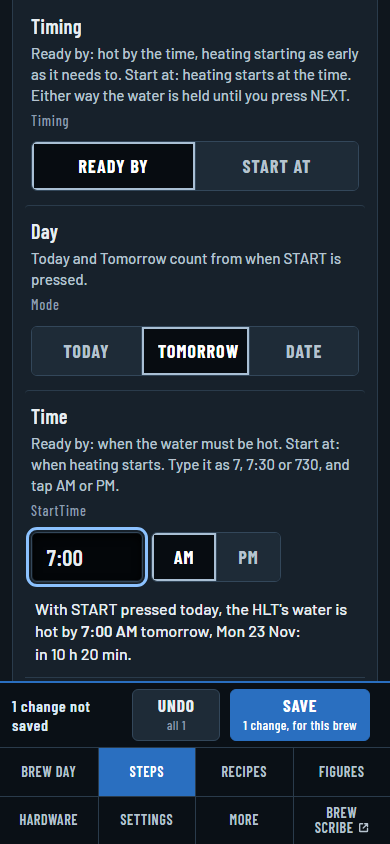 Timing
Ready by: hot by the time, heating starting as early
as it needs to. Start at: heating starts at the time.
Either way the water is held until you press NEXT.
Timing
READY BY
START AT
Day
Today and Tomorrow count from when START is
pressed.
Mode
TODAY
TOMORROW
DATE
Time
Ready by: when the water must be hot. Start at:
when heating starts. Type it as 7, 7:30 or 730, and
tap AM or PM.
StartTime
7:00
AM
PM
With START pressed today, the HLT's water is
hot by 7:00 AM tomorrow, Mon 23 Nov:
in 10 h 20 min.
1 change not
saved
UNDO
all 1
SAVE
1 change, for this brew
BREW DAY
STEPS
RECIPES
FIGURES
HARDWARE
SETTINGS
MORE
BREW
SCRIBE